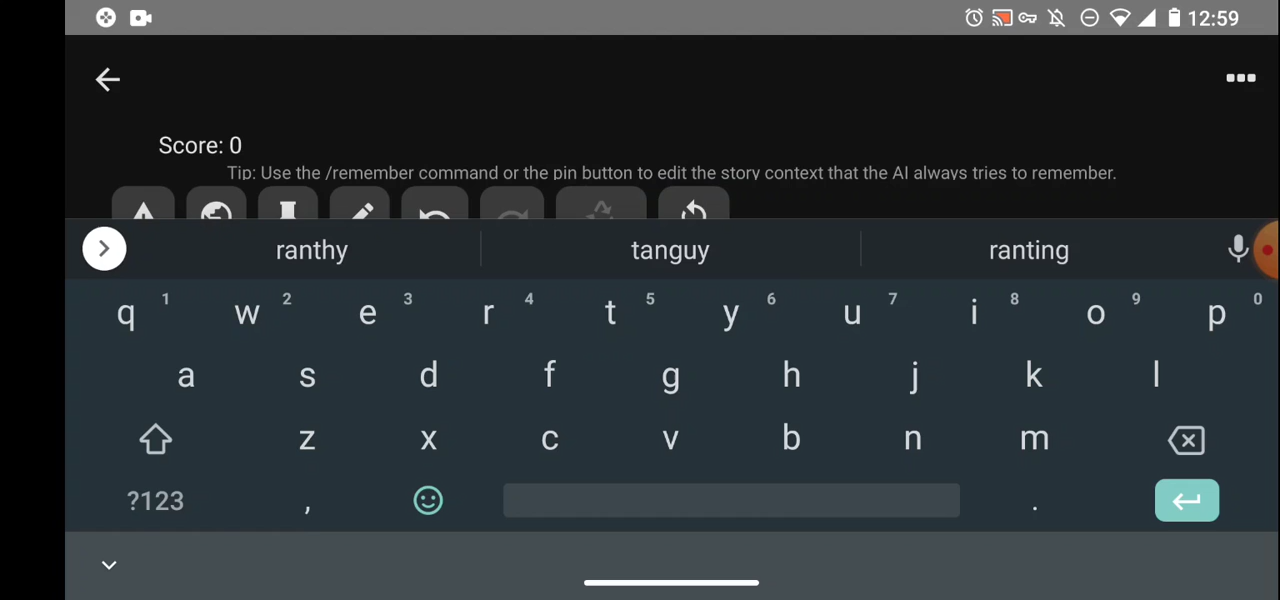 12:59
Score: 0
Tip: Use the /remember command or the pin button to edit the story context that the AI always tries to remember.
ranthy tanguy ranting
q 1 w 2 e 3 r 4 t 5 y 6 u 7 i 8 o 9 p 0
a s d f g h j k l
z x c v b n m
?123 , .